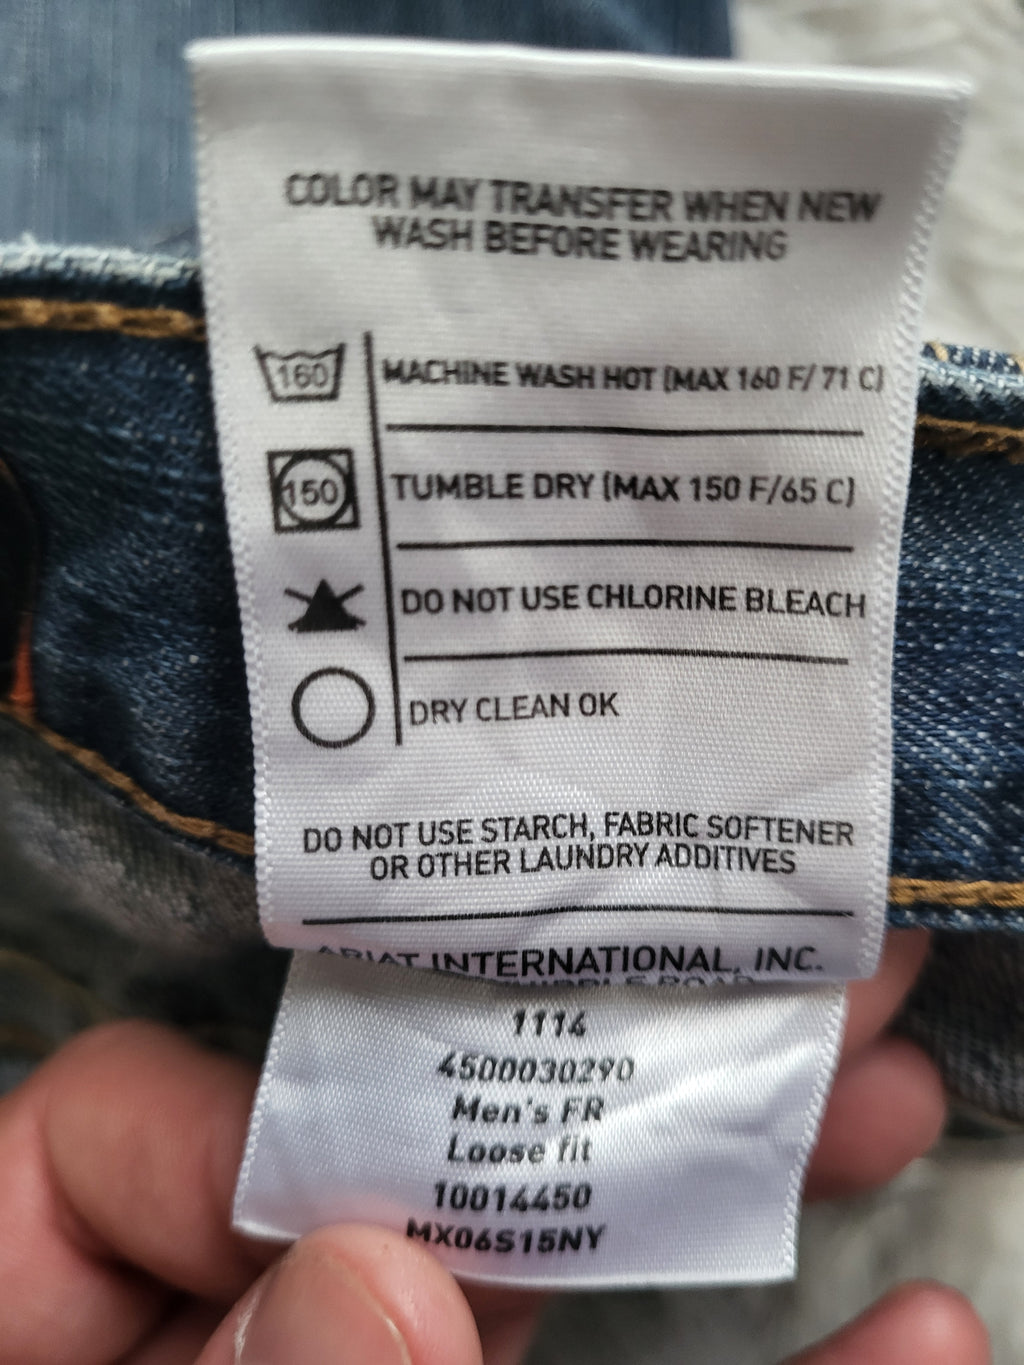 COLOR MAY TRANSFER WHEN NEW
WASH BEFORE WEARING
160 MACHINE WASH HOT (MAX 160 F/ 71 C)
150 TUMBLE DRY (MAX 150 F/65 C)
DO NOT USE CHLORINE BLEACH
DRY CLEAN OK
DO NOT USE STARCH, FABRIC SOFTENER
OR OTHER LAUNDRY ADDITIVES
ARIAT INTERNATIONAL, INC.
ROAD
1114
4500030290
Men's FR
Loose fit
10014450
MX06S15NY